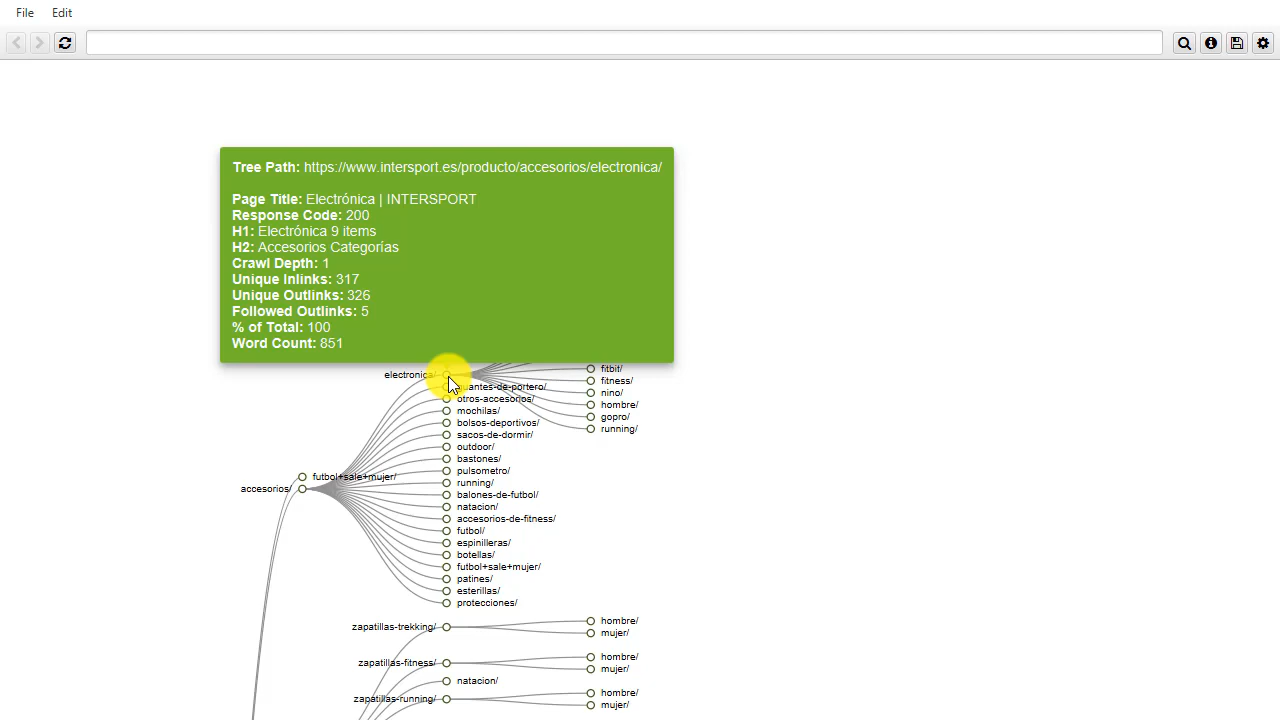 File Edit
Tree Path: https://www.intersport.es/producto/accesorios/electronica/
Page Title: Electrónica | INTERSPORT
Response Code: 200
H1: Electrónica 9 items
H2: Accesorios Categorías
Crawl Depth: 1
Unique Inlinks: 317
Unique Outlinks: 326
Followed Outlinks: 5
% of Total: 100
Word Count: 851
fitbit/
electronica/
fitness/
guantes-de-portero/
nino/
otros-accesorios/
hombre/
mochilas/
gopro/
bolsos-deportivos/
running/
sacos-de-dormir/
outdoor/
bastones/
pulsometro/
futbol+sale+mujer/
running/
accesorios/
balones-de-futbol/
natacion/
accesorios-de-fitness/
futbol/
espinilleras/
botellas/
futbol+sale+mujer/
patines/
esterillas/
protecciones/
hombre/
zapatillas-trekking/
mujer/
hombre/
zapatillas-fitness/
mujer/
natacion/
hombre/
zapatillas-running/
mujer/